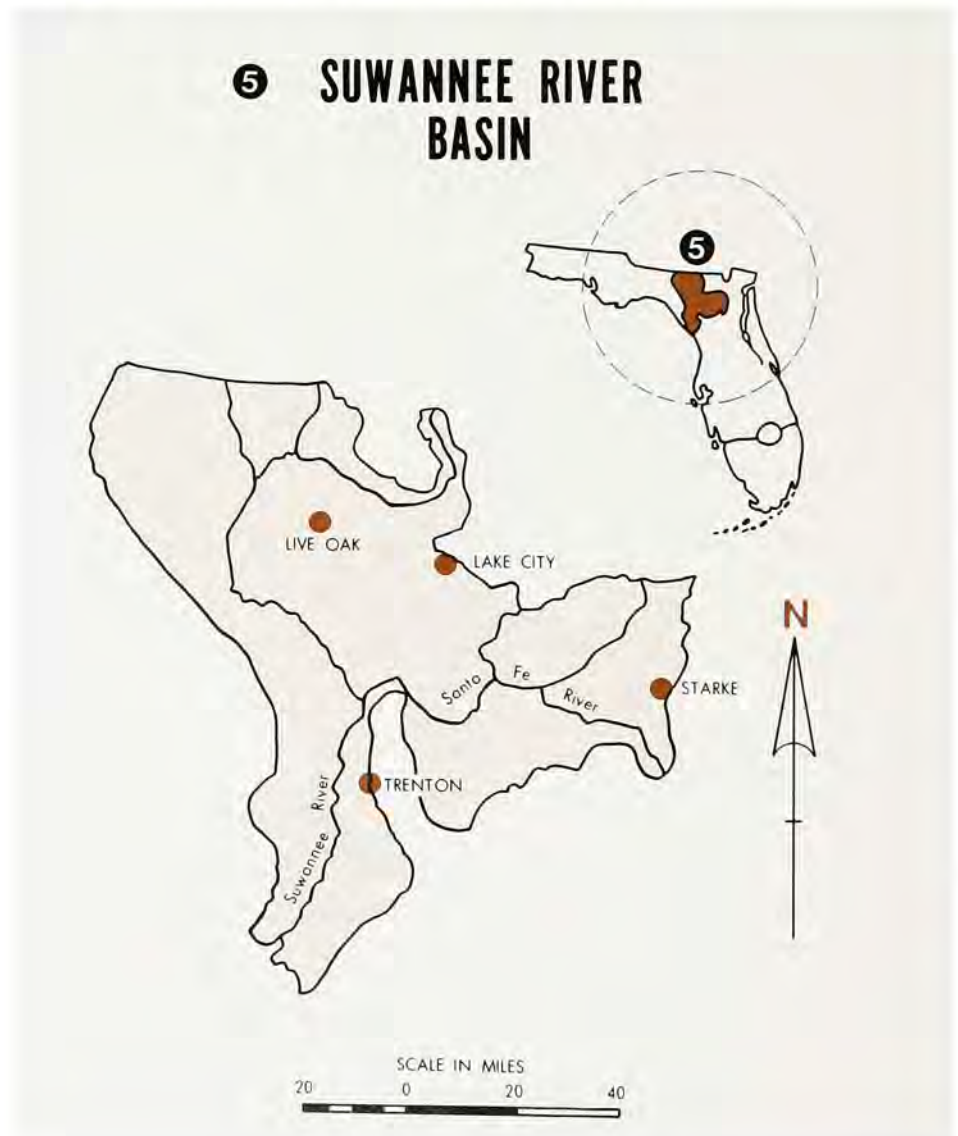 5 SUWANNEE RIVER
BASIN
5
LIVE OAK
LAKE CITY
N
Santa Fe River
STARKE
TRENTON
Suwannee River
SCALE IN MILES
20 0 20 40